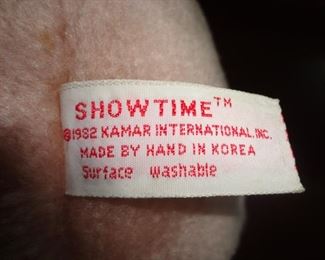 SHOWTIME™
©1982 KAMAR INTERNATIONAL, INC.
MADE BY HAND IN KOREA
Surface washable